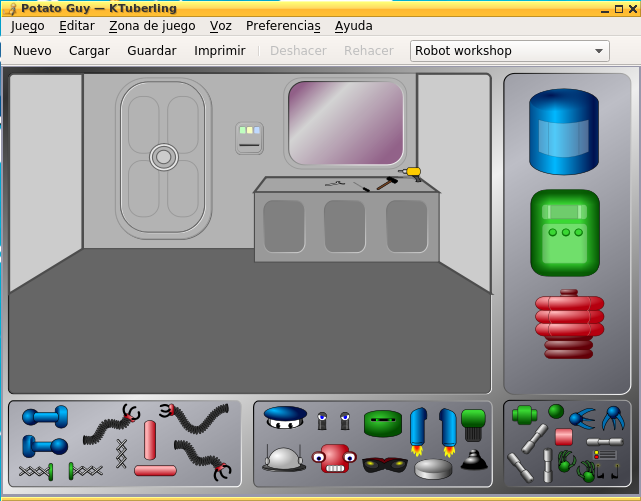 Potato Guy — KTuberling
Juego Editar Zona de juego Voz Preferencias Ayuda
Nuevo Cargar Guardar Imprimir Deshacer Rehacer Robot workshop